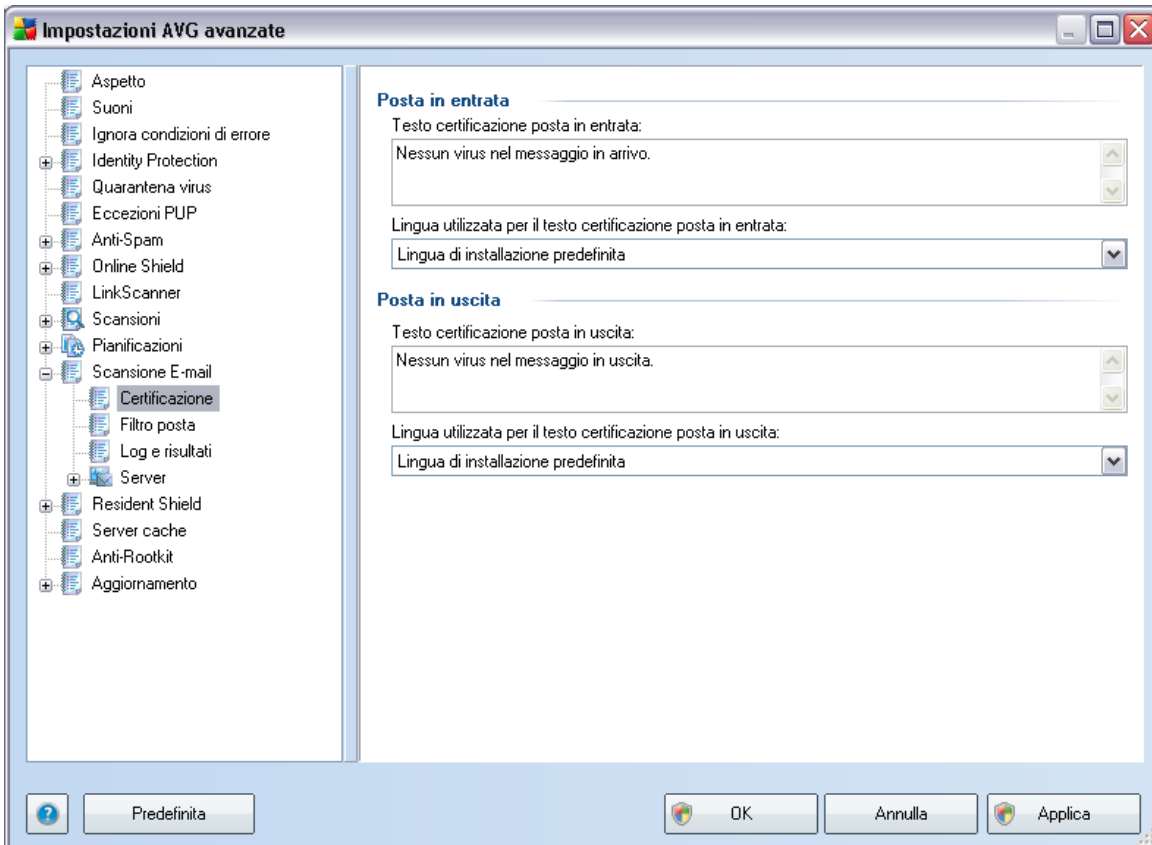 Impostazioni AVG avanzate
Aspetto
Suoni
Ignora condizioni di errore
Identity Protection
Quarantena virus
Eccezioni PUP
Anti-Spam
Online Shield
LinkScanner
Scansioni
Pianificazioni
Scansione E-mail
Certificazione
Filtro posta
Log e risultati
Server
Resident Shield
Server cache
Anti-Rootkit
Aggiornamento
Posta in entrata
Testo certificazione posta in entrata:
Nessun virus nel messaggio in arrivo.
Lingua utilizzata per il testo certificazione posta in entrata:
Lingua di installazione predefinita
Posta in uscita
Testo certificazione posta in uscita:
Nessun virus nel messaggio in uscita.
Lingua utilizzata per il testo certificazione posta in uscita:
Lingua di installazione predefinita
Predefinita
OK
Annulla
Applica